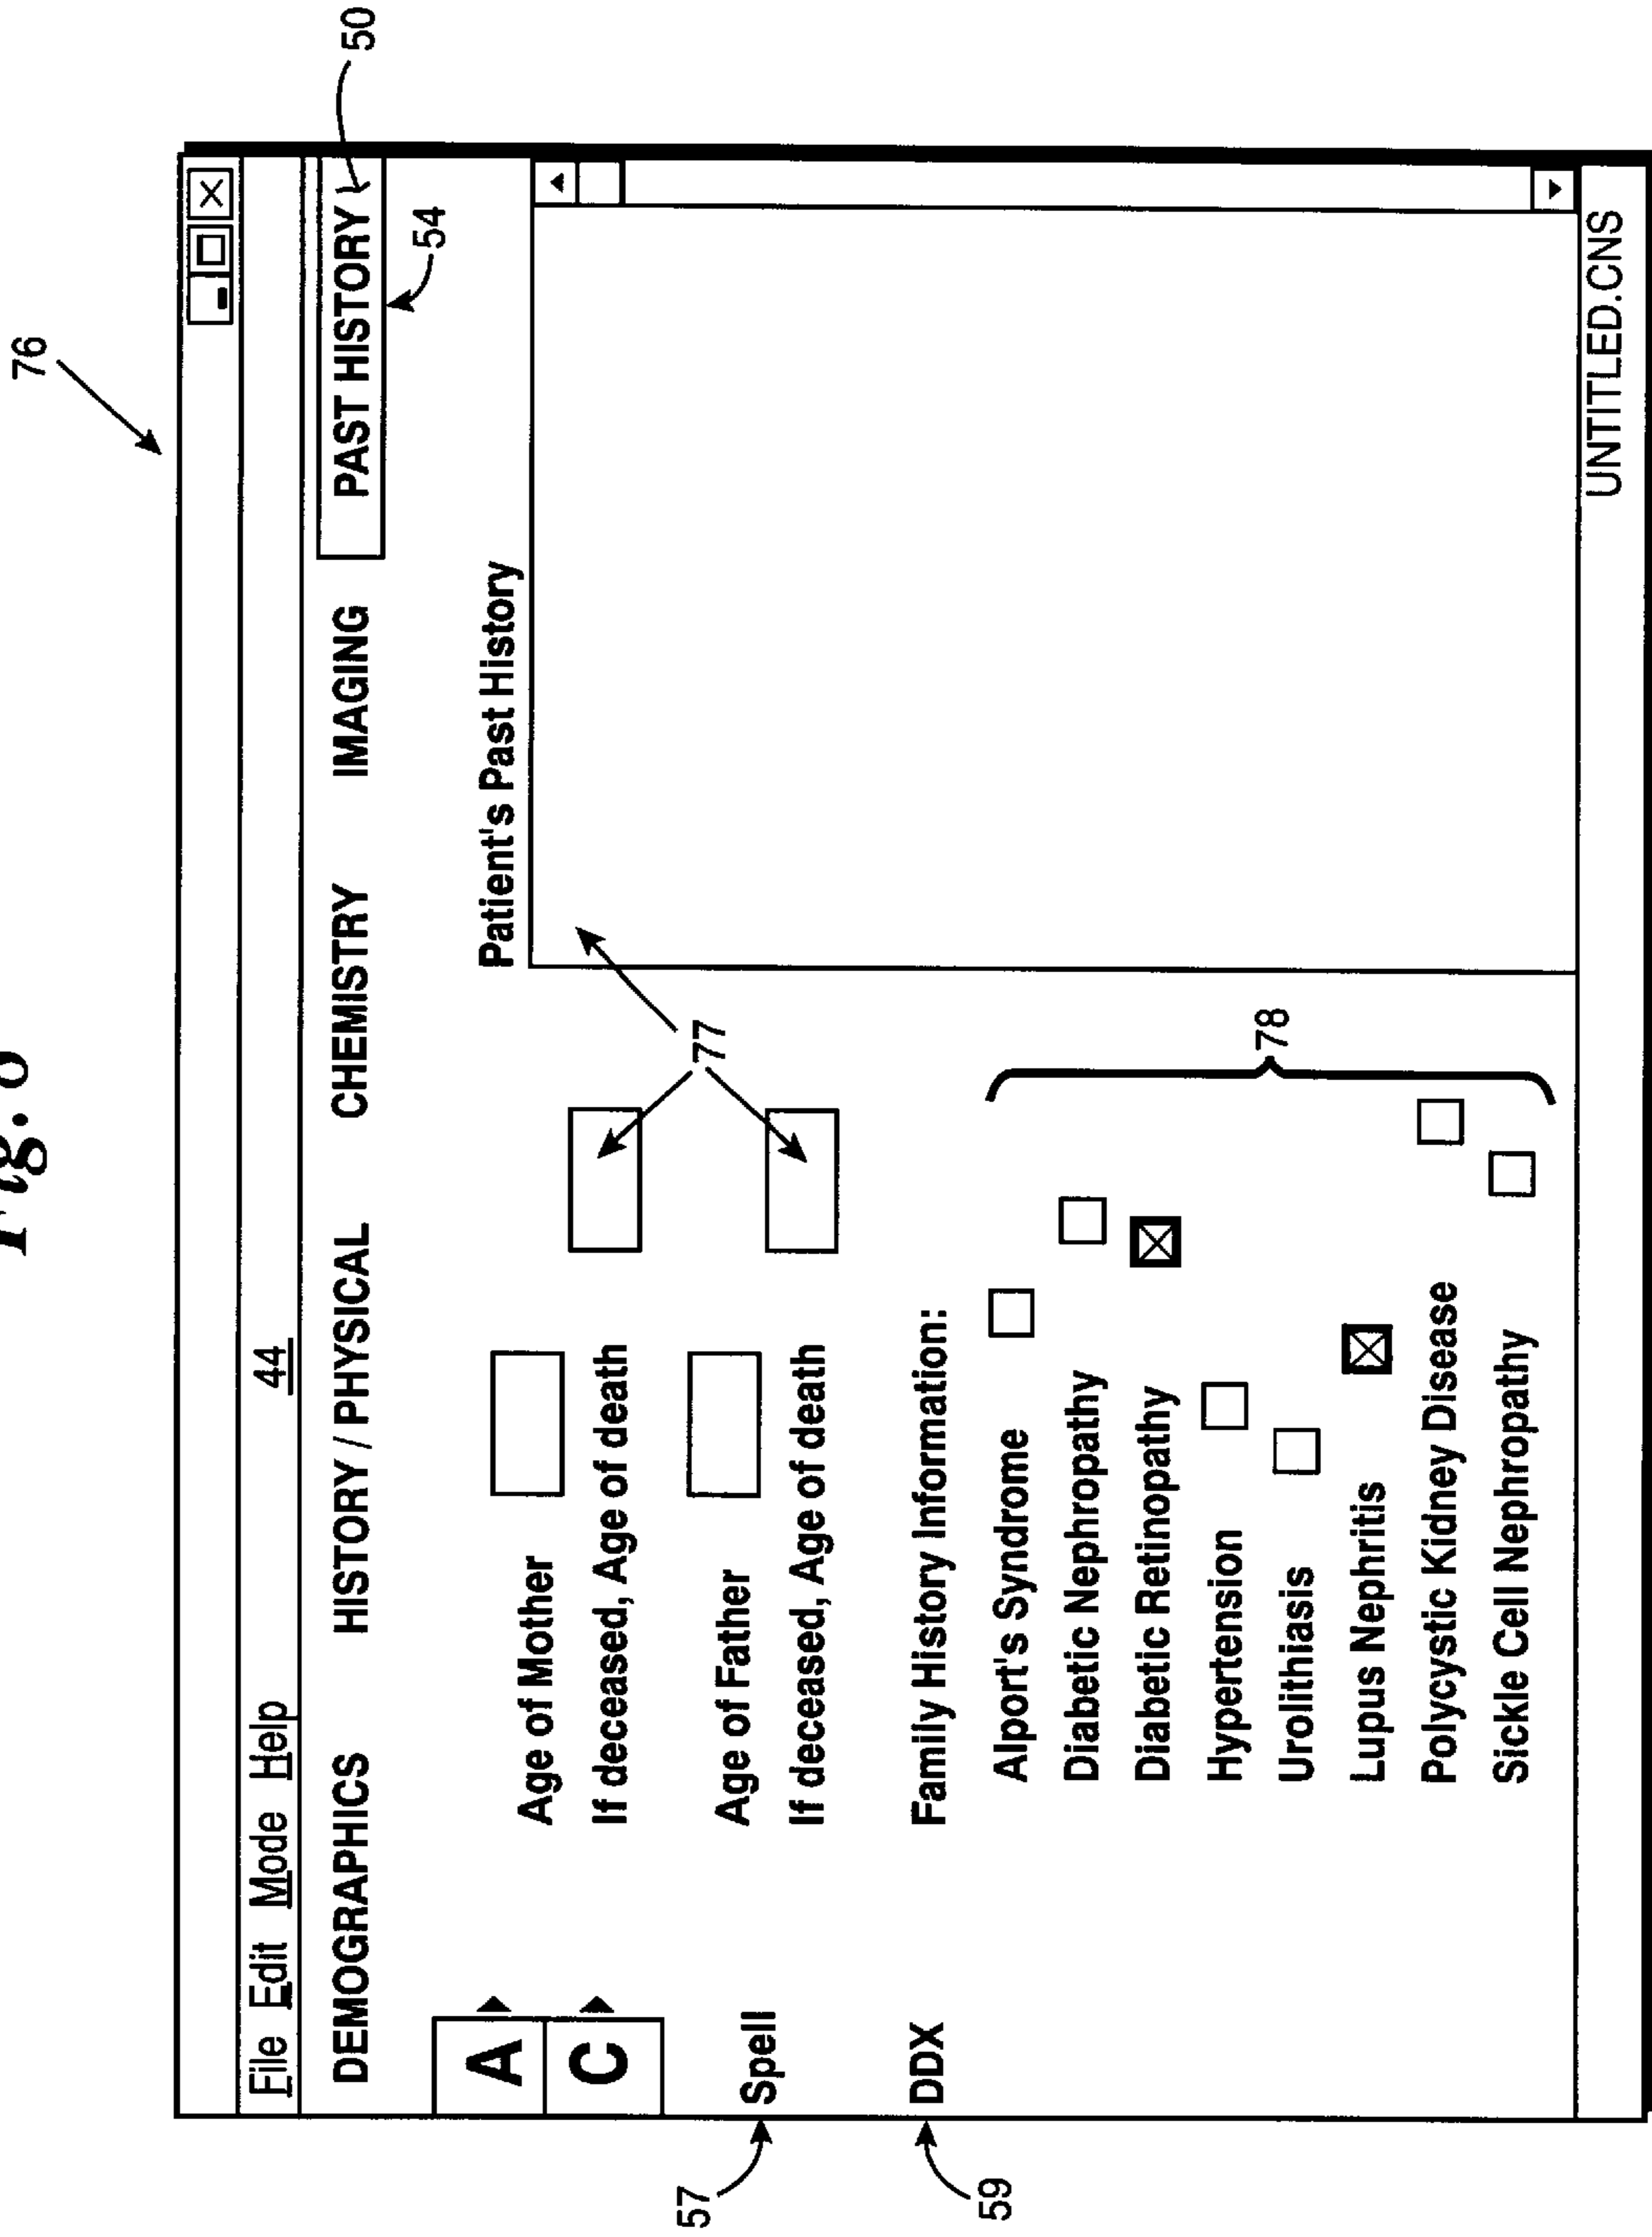 Fig.
76
File Edit Mode Help
44
DEMOGRAPHICS HISTORY / PHYSICAL CHEMISTRY IMAGING PAST HISTORY
50
54
A
C
57
Spell
59
DDX
Age of Mother
If deceased, Age of death
Age of Father
If deceased, Age of death
77
Family History Information:
Alport's Syndrome
Diabetic Nephropathy
Diabetic Retinopathy
Hypertension
Urolithiasis
Lupus Nephritis
Polycystic Kidney Disease
Sickle Cell Nephropathy
78
Patient's Past History
UNTITLED.CNS